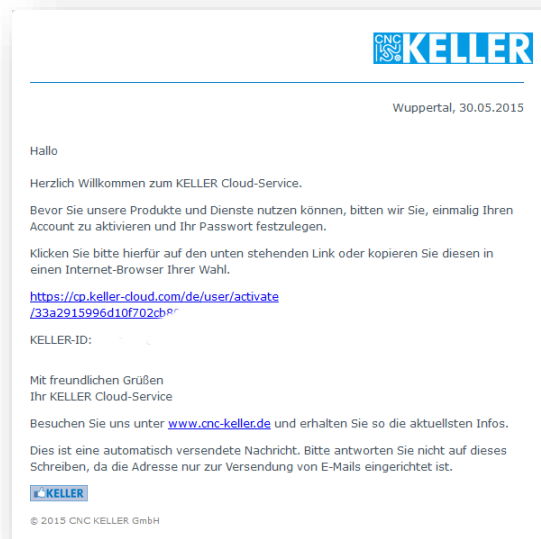 CNC KELLER
Wuppertal, 30.05.2015
Hallo
Herzlich Willkommen zum KELLER Cloud-Service.
Bevor Sie unsere Produkte und Dienste nutzen können, bitten wir Sie, einmalig Ihren
Account zu aktivieren und Ihr Passwort festzulegen.
Klicken Sie bitte hierfür auf den unten stehenden Link oder kopieren Sie diesen in
einen Internet-Browser Ihrer Wahl.
https://cp.keller-cloud.com/de/user/activate
/33a2915996d10f702cb8
KELLER-ID:
Mit freundlichen Grüßen
Ihr KELLER Cloud-Service
Besuchen Sie uns unter www.cnc-keller.de und erhalten Sie so die aktuellsten Infos.
Dies ist eine automatisch versendete Nachricht. Bitte antworten Sie nicht auf dieses
Schreiben, da die Adresse nur zur Versendung von E-Mails eingerichtet ist.
KELLER
© 2015 CNC KELLER GmbH